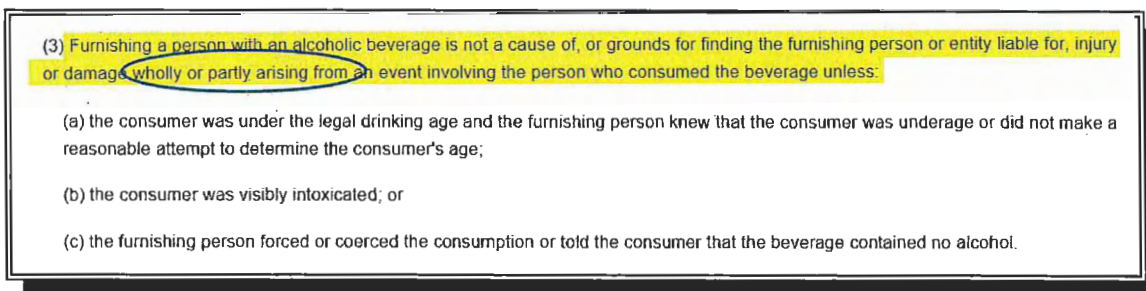 (3) Furnishing a person with an alcoholic beverage is not a cause of, or grounds for finding the furnishing person or entity liable for, injury
or damage wholly or partly arising from an event involving the person who consumed the beverage unless:
(a) the consumer was under the legal drinking age and the furnishing person knew that the consumer was underage or did not make a
reasonable attempt to determine the consumer's age;
(b) the consumer was visibly intoxicated; or
(c) the furnishing person forced or coerced the consumption or told the consumer that the beverage contained no alcohol.